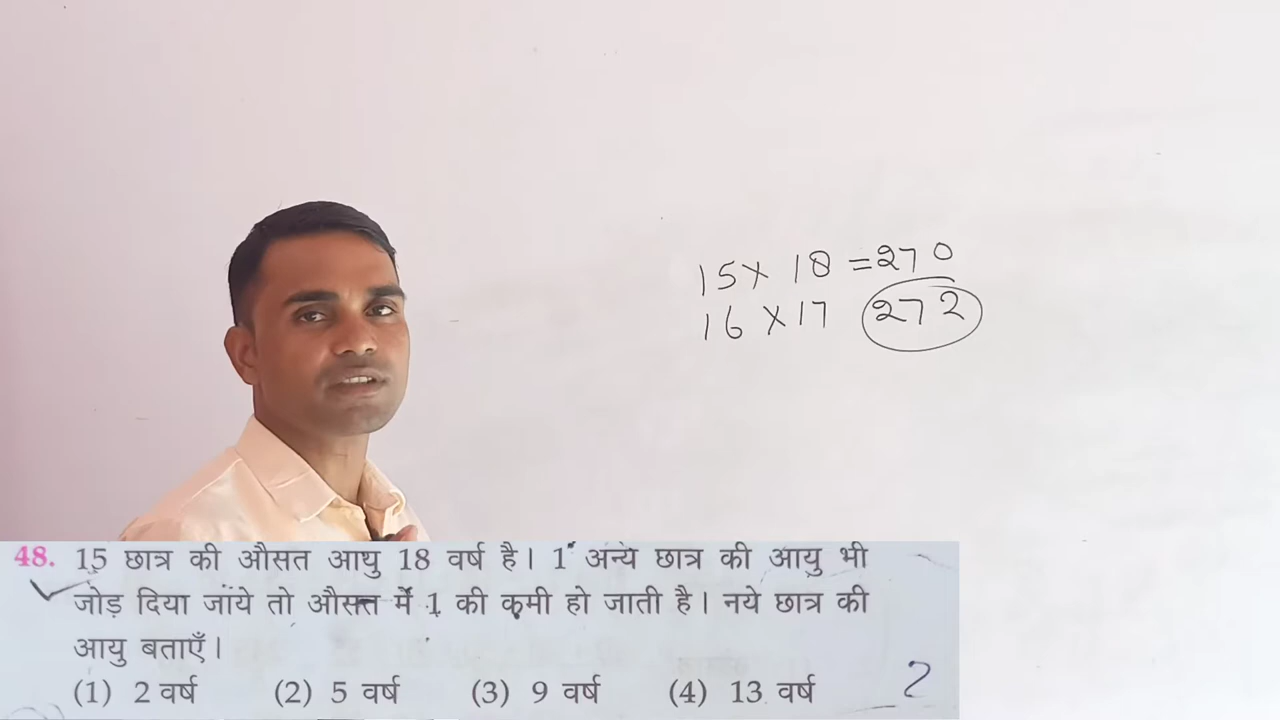 15 × 18 = 270
16 × 17 272
48. 15 छात्र की औसत आयु 18 वर्ष है। 1 अन्ये छात्र की आयु भी
जोड़ दिया जांये तो औसत में 1 की कमी हो जाती है। नये छात्र की
आयु बताएँ।
(1) 2 वर्ष (2) 5 वर्ष (3) 9 वर्ष (4) 13 वर्ष 2